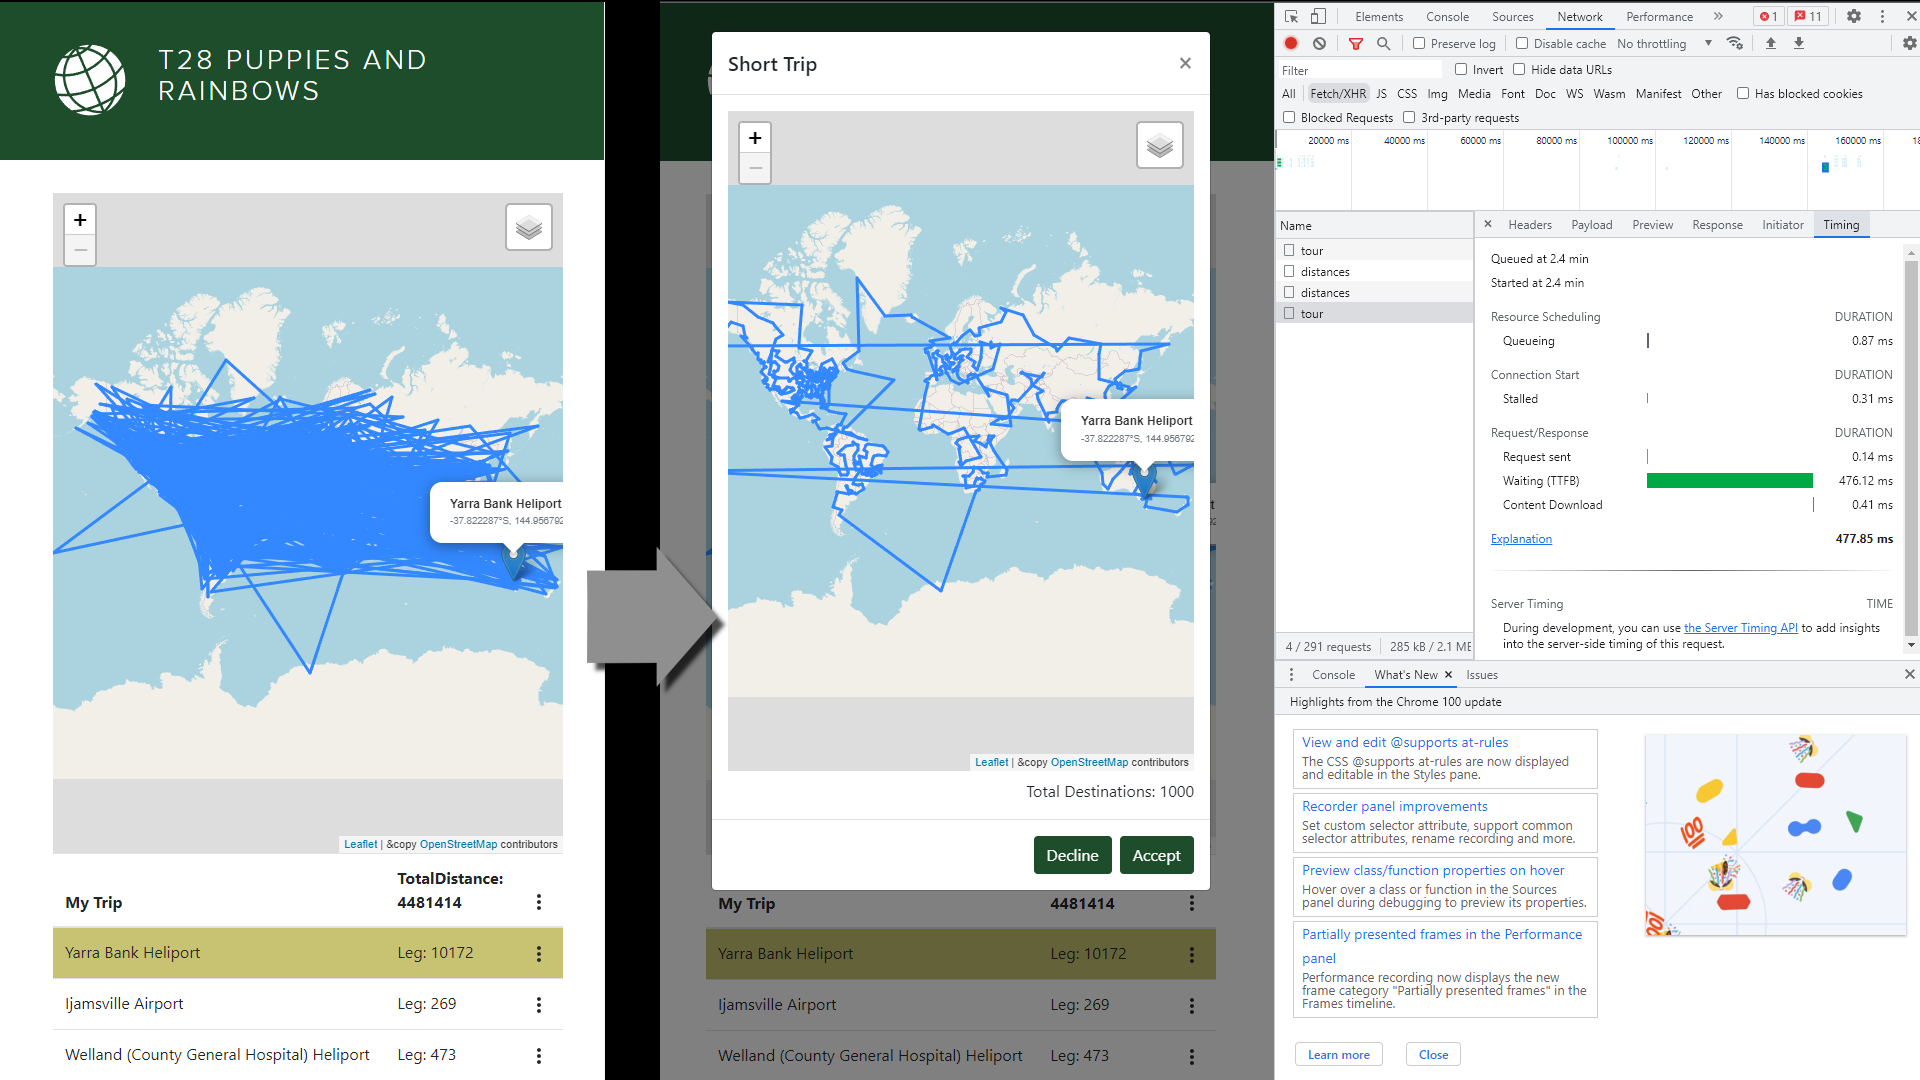 T28 PUPPIES AND
RAINBOWS
+
−
Yarra Bank Heliport
-37.822287°S, 144.956792
Leaflet | &copy OpenStreetMap contributors
My Trip
TotalDistance:
4481414
Yarra Bank Heliport Leg: 10172
Ijamsville Airport Leg: 269
Welland (County General Hospital) Heliport Leg: 473
Short Trip ×
+
−
Yarra Bank Heliport
-37.822287°S, 144.956792
Leaflet | &copy OpenStreetMap contributors
Total Destinations: 1000
Decline Accept
My Trip 4481414
Yarra Bank Heliport Leg: 10172
Ijamsville Airport Leg: 269
Welland (County General Hospital) Heliport Leg: 473
Elements Console Sources Network Performance » 1 11
Preserve log Disable cache No throttling
Filter Invert Hide data URLs
All Fetch/XHR JS CSS Img Media Font Doc WS Wasm Manifest Other Has blocked cookies
Blocked Requests 3rd-party requests
20000 ms 40000 ms 60000 ms 80000 ms 100000 ms 120000 ms 140000 ms 160000 ms
Name
tour
distances
distances
tour
4 / 291 requests 285 kB / 2.1 ME
× Headers Payload Preview Response Initiator Timing
Queued at 2.4 min
Started at 2.4 min
Resource Scheduling DURATION
Queueing 0.87 ms
Connection Start DURATION
Stalled 0.31 ms
Request/Response DURATION
Request sent 0.14 ms
Waiting (TTFB) 476.12 ms
Content Download 0.41 ms
Explanation 477.85 ms
Server Timing TIME
During development, you can use the Server Timing API to add insights
into the server-side timing of this request.
Console What's New × Issues
Highlights from the Chrome 100 update
View and edit @supports at-rules
The CSS @supports at-rules are now displayed
and editable in the Styles pane.
Recorder panel improvements
Set custom selector attribute, support common
selector attributes, rename recording and more.
Preview class/function properties on hover
Hover over a class or function in the Sources
panel during debugging to preview its properties.
Partially presented frames in the Performance
panel
Performance recording now displays the new
frame category "Partially presented frames" in the
Frames timeline.
Learn more Close
100